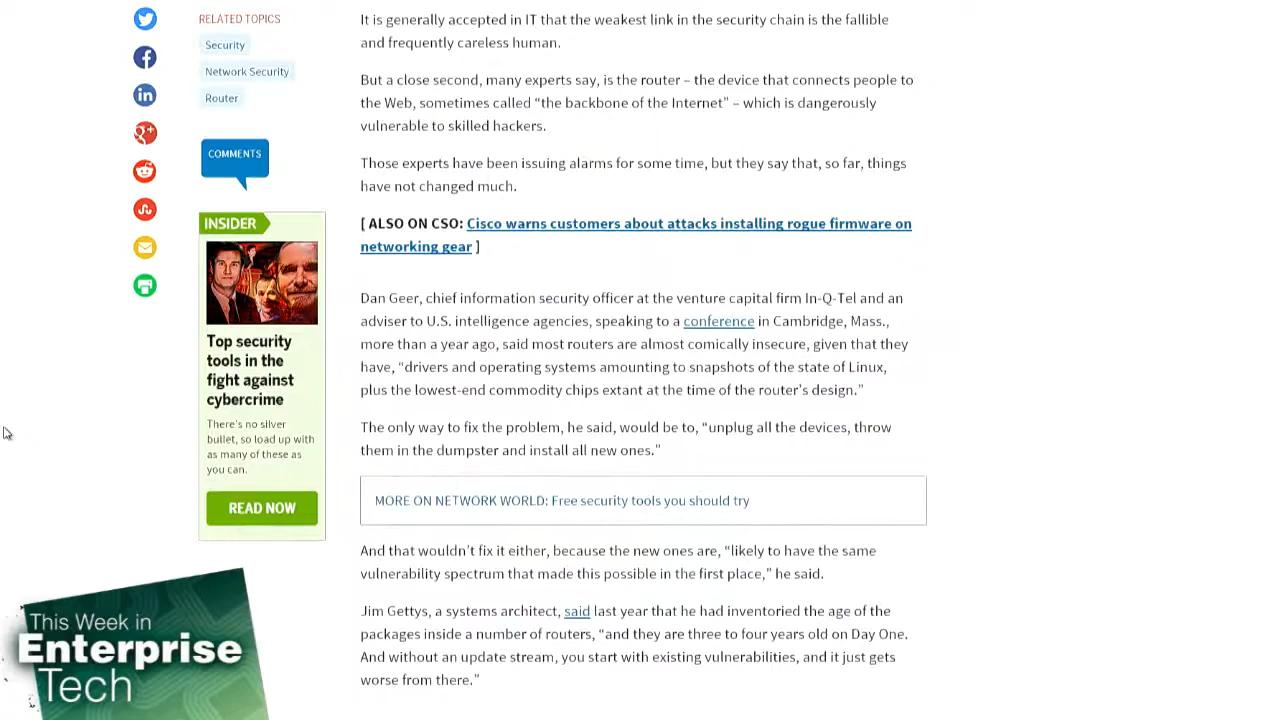 RELATED TOPICS
Security
Network Security
Router
COMMENTS
INSIDER
Top security
tools in the
fight against
cybercrime
There's no silver
bullet, so load up with
as many of these as
you can.
READ NOW
It is generally accepted in IT that the weakest link in the security chain is the fallible
and frequently careless human.
But a close second, many experts say, is the router – the device that connects people to
the Web, sometimes called “the backbone of the Internet” – which is dangerously
vulnerable to skilled hackers.
Those experts have been issuing alarms for some time, but they say that, so far, things
have not changed much.
[ ALSO ON CSO: Cisco warns customers about attacks installing rogue firmware on
networking gear ]
Dan Geer, chief information security officer at the venture capital firm In-Q-Tel and an
adviser to U.S. intelligence agencies, speaking to a conference in Cambridge, Mass.,
more than a year ago, said most routers are almost comically insecure, given that they
have, “drivers and operating systems amounting to snapshots of the state of Linux,
plus the lowest-end commodity chips extant at the time of the router’s design.”
The only way to fix the problem, he said, would be to, “unplug all the devices, throw
them in the dumpster and install all new ones.”
MORE ON NETWORK WORLD: Free security tools you should try
And that wouldn’t fix it either, because the new ones are, “likely to have the same
vulnerability spectrum that made this possible in the first place,” he said.
Jim Gettys, a systems architect, said last year that he had inventoried the age of the
packages inside a number of routers, “and they are three to four years old on Day One.
And without an update stream, you start with existing vulnerabilities, and it just gets
worse from there.”
This Week in
Enterprise
Tech